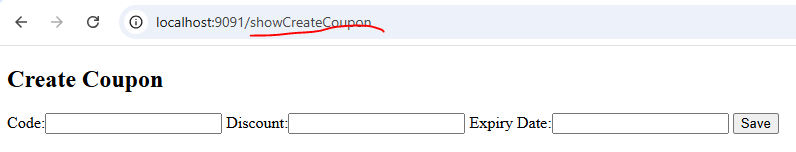 localhost:9091/showCreateCoupon
Create Coupon
Code: Discount: Expiry Date: Save